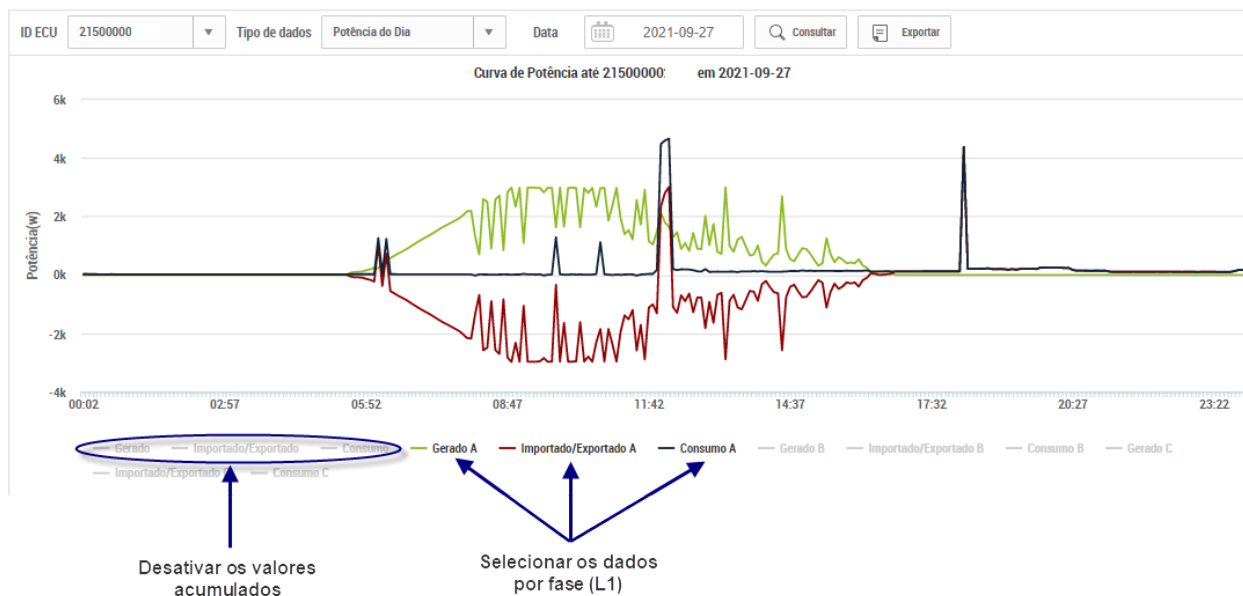 ID ECU 21500000 Tipo de dados Potência do Dia Data 2021-09-27 Consultar Exportar
Curva de Potência até 21500000: em 2021-09-27
6k
4k
2k
0k
-2k
-4k
Potência(w)
00:02 02:57 05:52 08:47 11:42 14:37 17:32 20:27 23:22
Gerado Importado/Exportado Consumo Gerado A Importado/Exportado A Consumo A Gerado B Importado/Exportado B Consumo B Gerado C
Importado/Exportado Consumo C
Desativar os valores
acumulados
Selecionar os dados
por fase (L1)